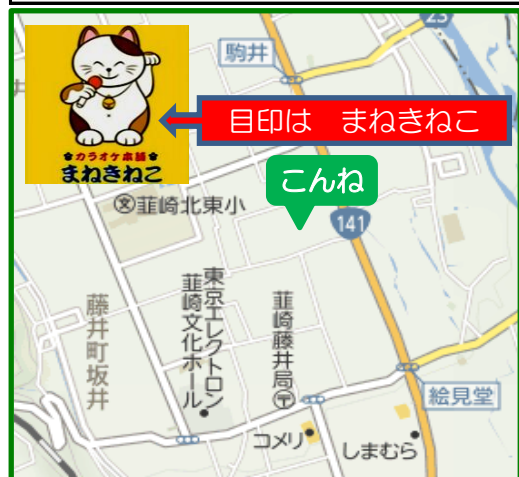 23
駒井
目印は　まねきねこ
カラオケ本舗
まねきねこ
こんね
㊫韮崎北東小
141
東京エレクトロン
韮崎文化ホール
藤井町坂井
韮崎藤井局〒
絵見堂
コメリ
しまむら